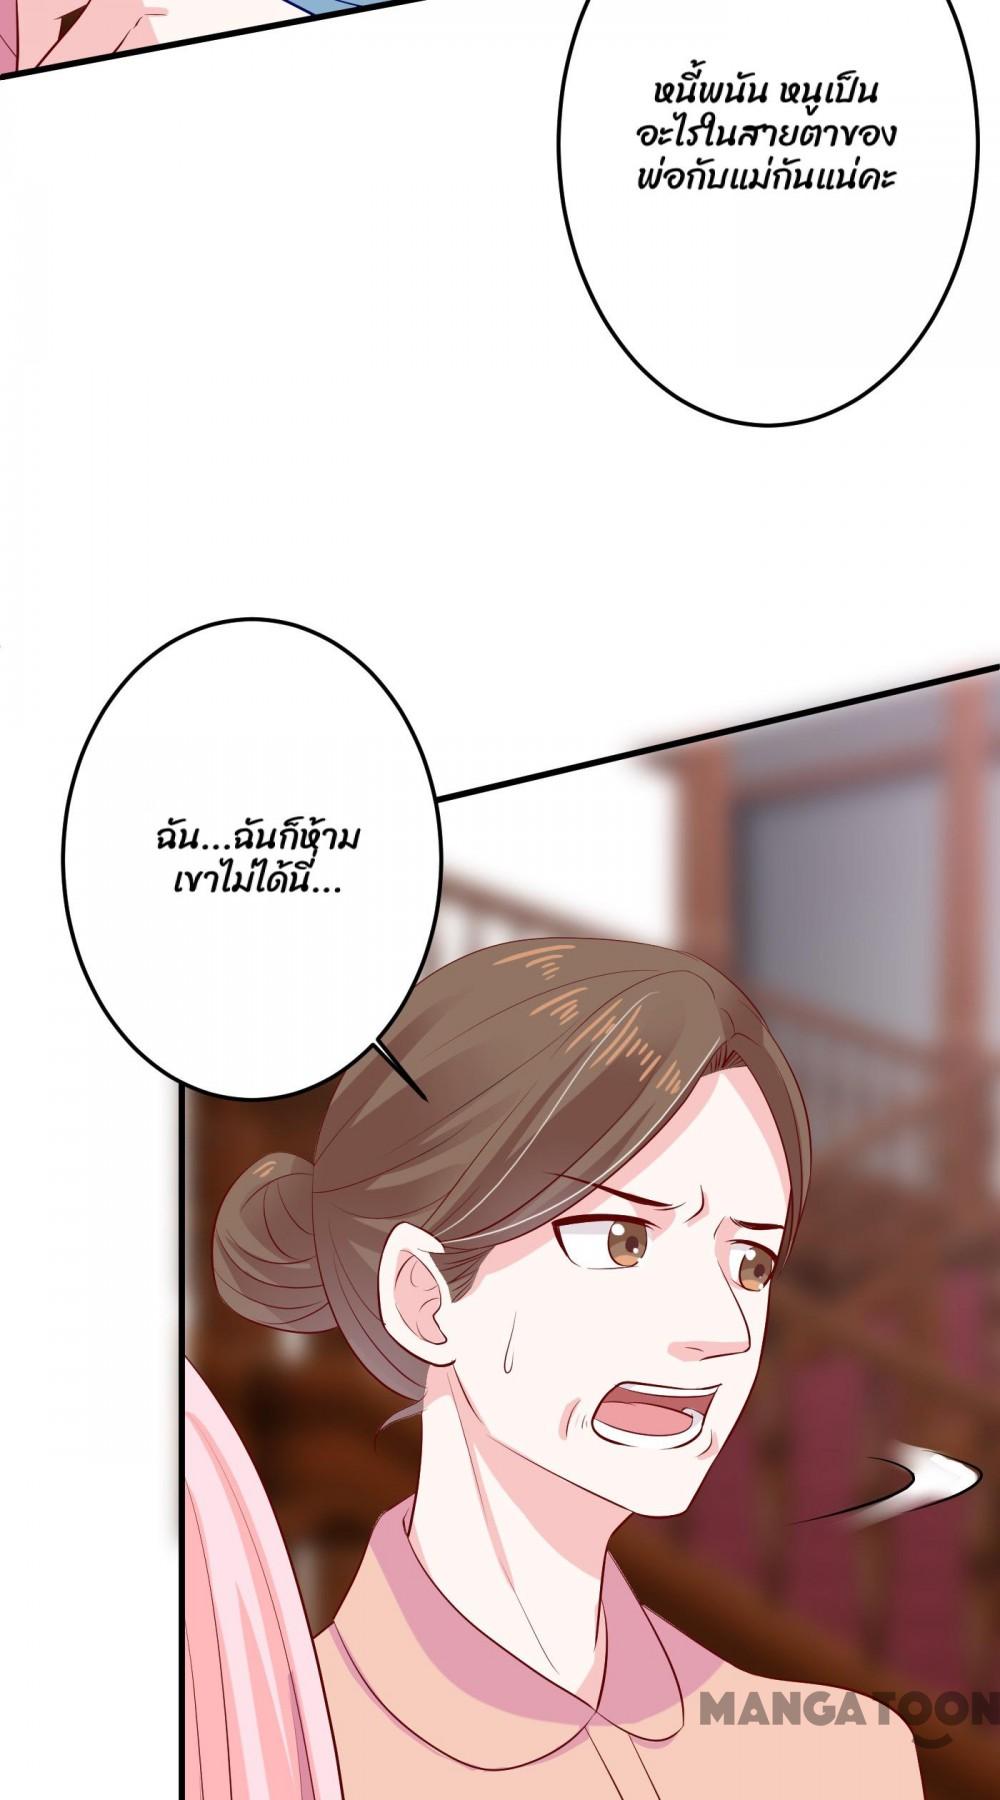 หนี้พนัน หนูเป็น
อะไรในสายตาของ
พ่อกับแม่กันแน่คะ
ฉัน...ฉันก็ห้าม
เขาไม่ได้นี่...
MANGATOON